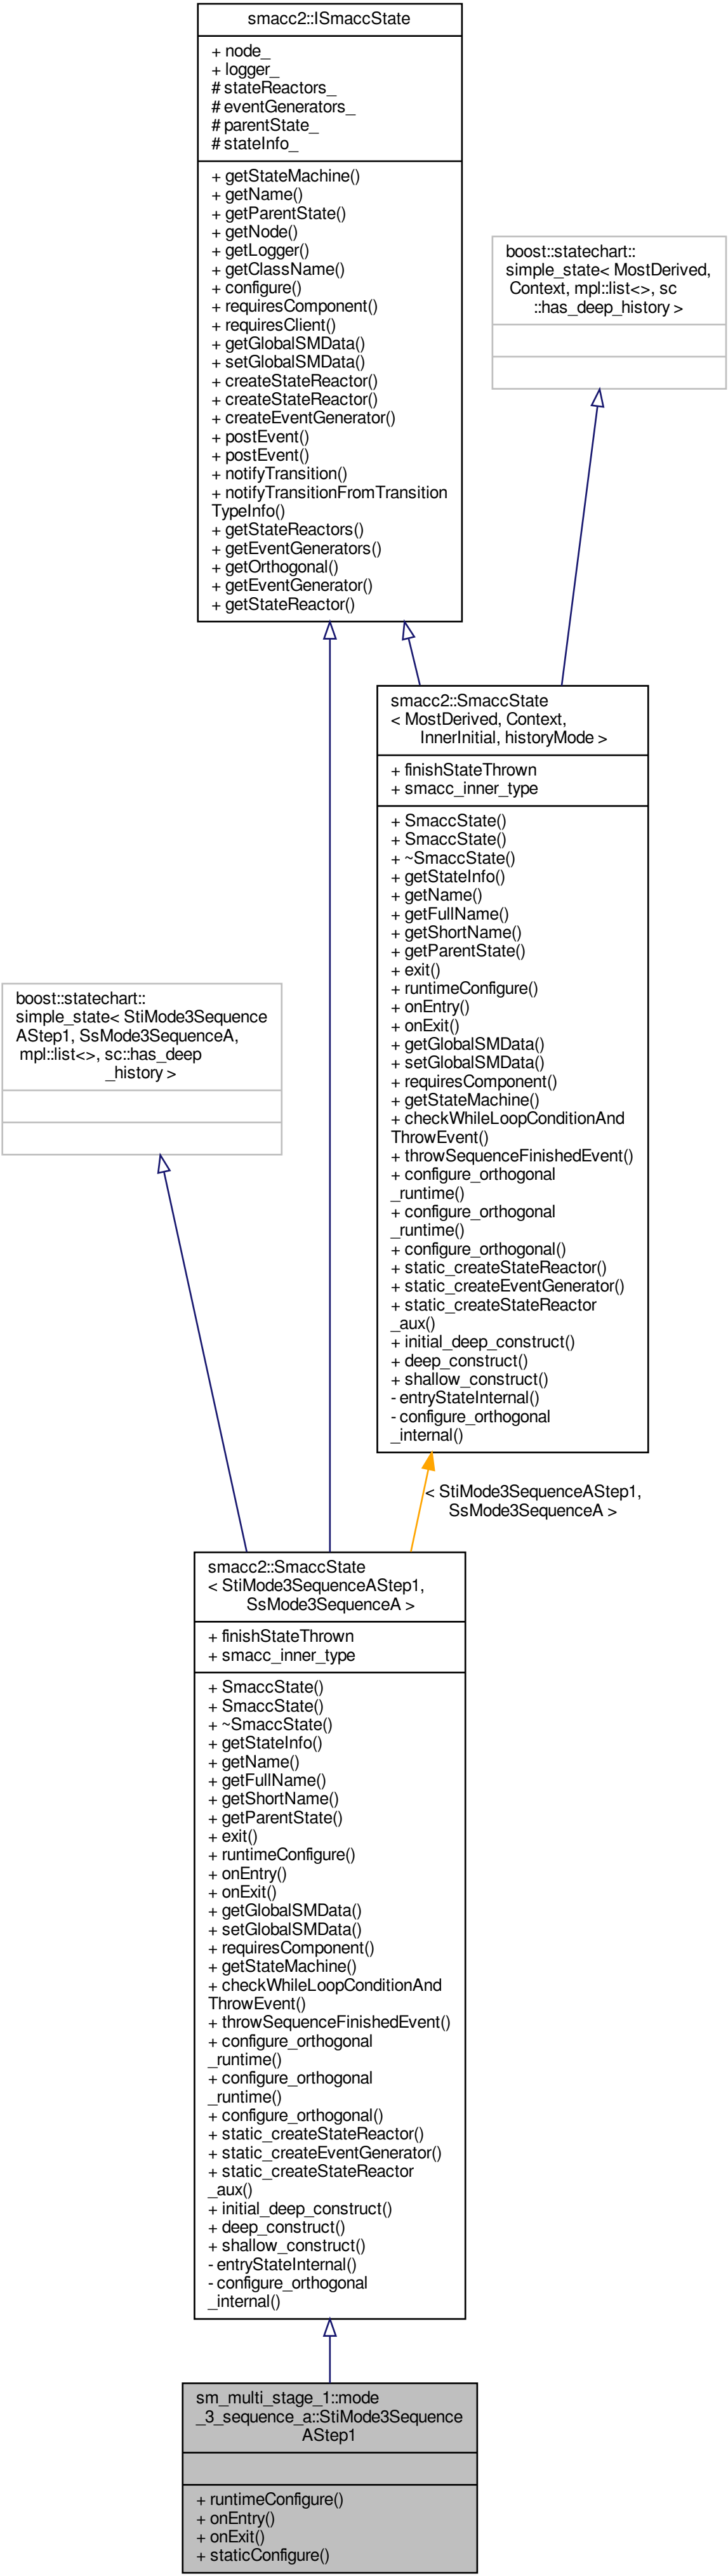 smacc2::ISmaccState
+ node_
+ logger_
# stateReactors_
# eventGenerators_
# parentState_
# stateInfo_
+ getStateMachine()
+ getName()
+ getParentState()
+ getNode()
+ getLogger()
+ getClassName()
+ configure()
+ requiresComponent()
+ requiresClient()
+ getGlobalSMData()
+ setGlobalSMData()
+ createStateReactor()
+ createStateReactor()
+ createEventGenerator()
+ postEvent()
+ postEvent()
+ notifyTransition()
+ notifyTransitionFromTransition
TypeInfo()
+ getStateReactors()
+ getEventGenerators()
+ getOrthogonal()
+ getEventGenerator()
+ getStateReactor()
boost::statechart::
simple_state< MostDerived,
Context, mpl::list<>, sc
::has_deep_history >
smacc2::SmaccState
< MostDerived, Context,
InnerInitial, historyMode >
+ finishStateThrown
+ smacc_inner_type
+ SmaccState()
+ SmaccState()
+ ~SmaccState()
+ getStateInfo()
+ getName()
+ getFullName()
+ getShortName()
+ getParentState()
+ exit()
+ runtimeConfigure()
+ onEntry()
+ onExit()
+ getGlobalSMData()
+ setGlobalSMData()
+ requiresComponent()
+ getStateMachine()
+ checkWhileLoopConditionAnd
ThrowEvent()
+ throwSequenceFinishedEvent()
+ configure_orthogonal
_runtime()
+ configure_orthogonal
_runtime()
+ configure_orthogonal()
+ static_createStateReactor()
+ static_createEventGenerator()
+ static_createStateReactor
_aux()
+ initial_deep_construct()
+ deep_construct()
+ shallow_construct()
- entryStateInternal()
- configure_orthogonal
_internal()
boost::statechart::
simple_state< StiMode3Sequence
AStep1, SsMode3SequenceA,
mpl::list<>, sc::has_deep
_history >
< StiMode3SequenceAStep1,
SsMode3SequenceA >
smacc2::SmaccState
< StiMode3SequenceAStep1,
SsMode3SequenceA >
+ finishStateThrown
+ smacc_inner_type
+ SmaccState()
+ SmaccState()
+ ~SmaccState()
+ getStateInfo()
+ getName()
+ getFullName()
+ getShortName()
+ getParentState()
+ exit()
+ runtimeConfigure()
+ onEntry()
+ onExit()
+ getGlobalSMData()
+ setGlobalSMData()
+ requiresComponent()
+ getStateMachine()
+ checkWhileLoopConditionAnd
ThrowEvent()
+ throwSequenceFinishedEvent()
+ configure_orthogonal
_runtime()
+ configure_orthogonal
_runtime()
+ configure_orthogonal()
+ static_createStateReactor()
+ static_createEventGenerator()
+ static_createStateReactor
_aux()
+ initial_deep_construct()
+ deep_construct()
+ shallow_construct()
- entryStateInternal()
- configure_orthogonal
_internal()
sm_multi_stage_1::mode
_3_sequence_a::StiMode3Sequence
AStep1
+ runtimeConfigure()
+ onEntry()
+ onExit()
+ staticConfigure()